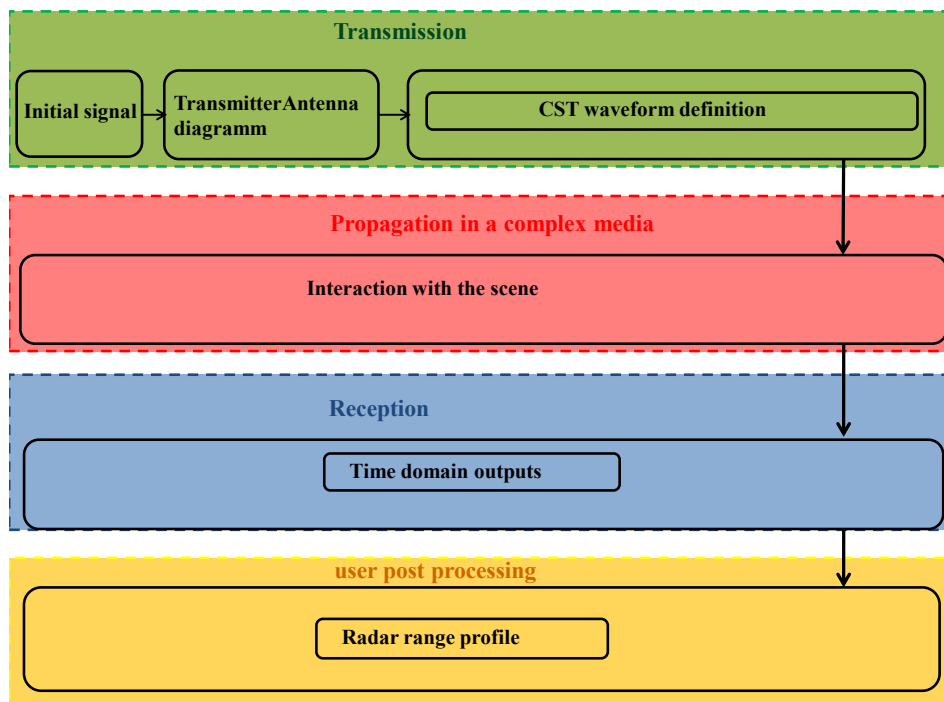 Transmission
Initial signal
TransmitterAntenna
diagramm
CST waveform definition
Propagation in a complex media
Interaction with the scene
Reception
Time domain outputs
user post processing
Radar range profile